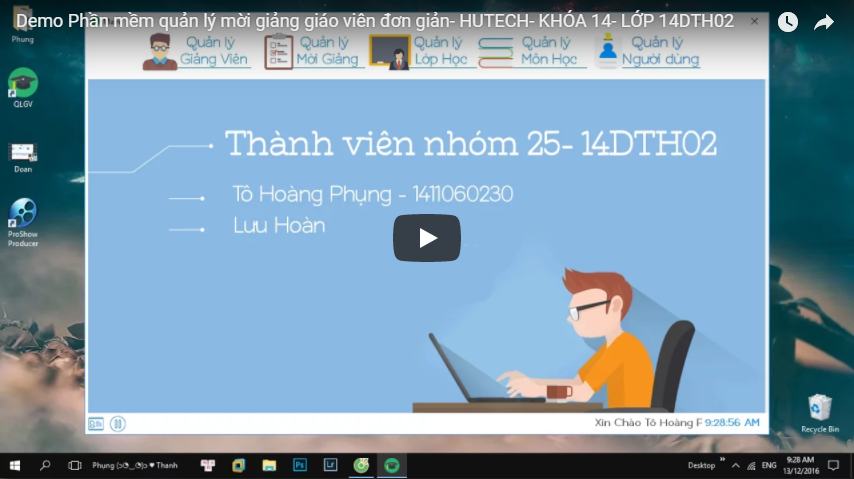 Demo Phần mềm quản lý mời giảng giáo viên đơn giản- HUTECH- KHÓA 14- LỚP 14DTH02
Phung
QLGV
Doan
ProShow
Producer
Quản lý
Giảng Viên
Quản lý
Mời Giảng
Quản lý
Lớp Học
Quản lý
Môn Học
Quản lý
Người dùng
Thành viên nhóm 25- 14DTH02
Tô Hoàng Phụng - 1411060230
Lưu Hoàn
Xin Chào Tô Hoàng F 9:28:56 AM
Recycle Bin
Phụng (ɔ◔‿◔)ɔ ♥ Thanh
Ps
Lr
Desktop
ENG
9:28 AM
13/12/2016